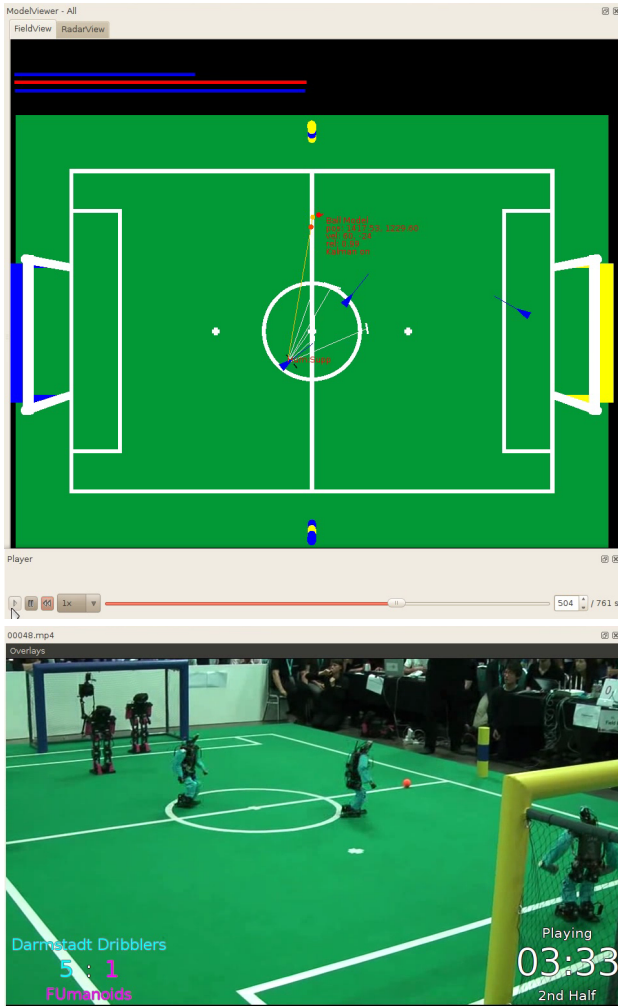 ModelViewer - All
FieldView
RadarView
Ball Model
Player
1x
504
/ 761 s
00048.mp4
Overlays
Darmstadt Dribblers
5 : 1
FUmanoids
Playing
03:33
2nd Half